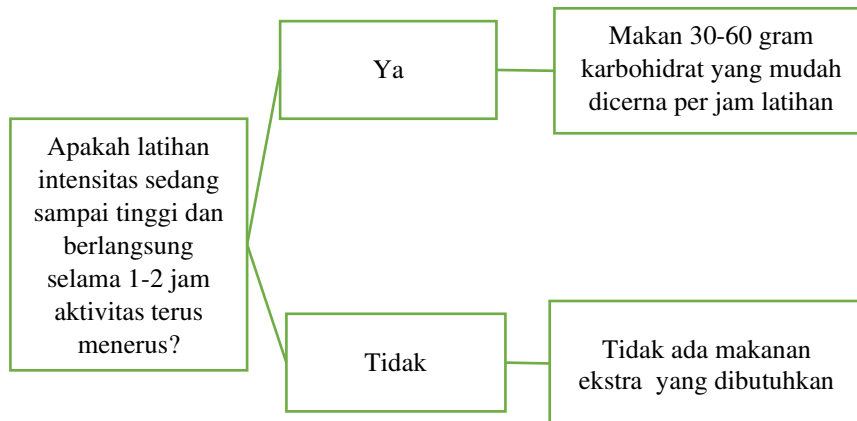 Apakah latihan
intensitas sedang
sampai tinggi dan
berlangsung
selama 1-2 jam
aktivitas terus
menerus?
Ya
Makan 30-60 gram
karbohidrat yang mudah
dicerna per jam latihan
Tidak
Tidak ada makanan
ekstra  yang dibutuhkan